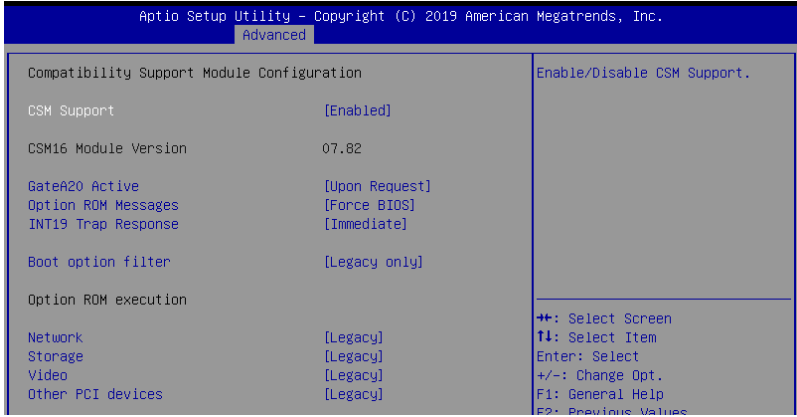 Aptio Setup Utility – Copyright (C) 2019 American Megatrends, Inc.
Advanced
Compatibility Support Module Configuration
CSM Support [Enabled]
CSM16 Module Version 07.82
GateA20 Active [Upon Request]
Option ROM Messages [Force BIOS]
INT19 Trap Response [Immediate]
Boot option filter [Legacy only]
Option ROM execution
Network [Legacy]
Storage [Legacy]
Video [Legacy]
Other PCI devices [Legacy]
Enable/Disable CSM Support.
→←: Select Screen
↑↓: Select Item
Enter: Select
+/-: Change Opt.
F1: General Help
F2: Previous Values